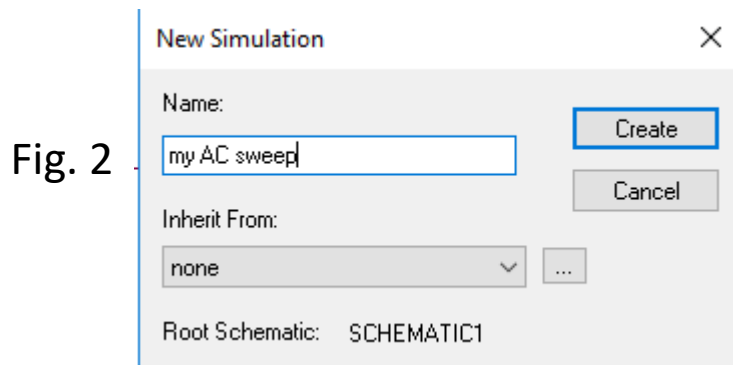 New Simulation
Name:
Create
Fig. 2
my AC sweep
Cancel
Inherit From:
none
...
Root Schematic: SCHEMATIC1